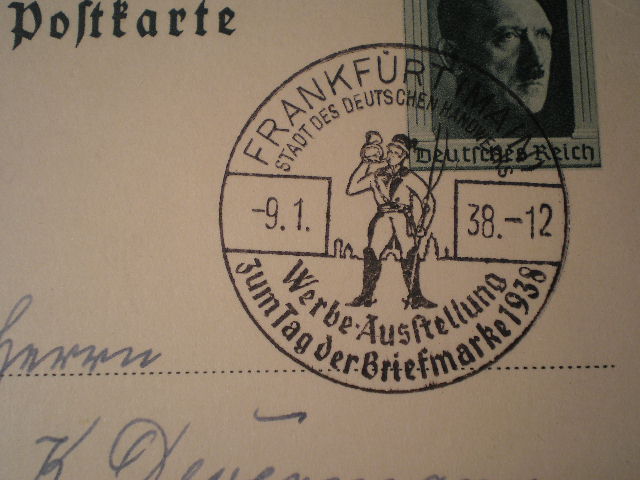 Postkarte
Deutsches Reich
FRANKFURT (MAIN)
STADT DES DEUTSCHEN HANDWERKS
-9.1.
38.-12
Werbe-Ausstellung
zum Tag der Briefmarke 1938
Herrn
K.